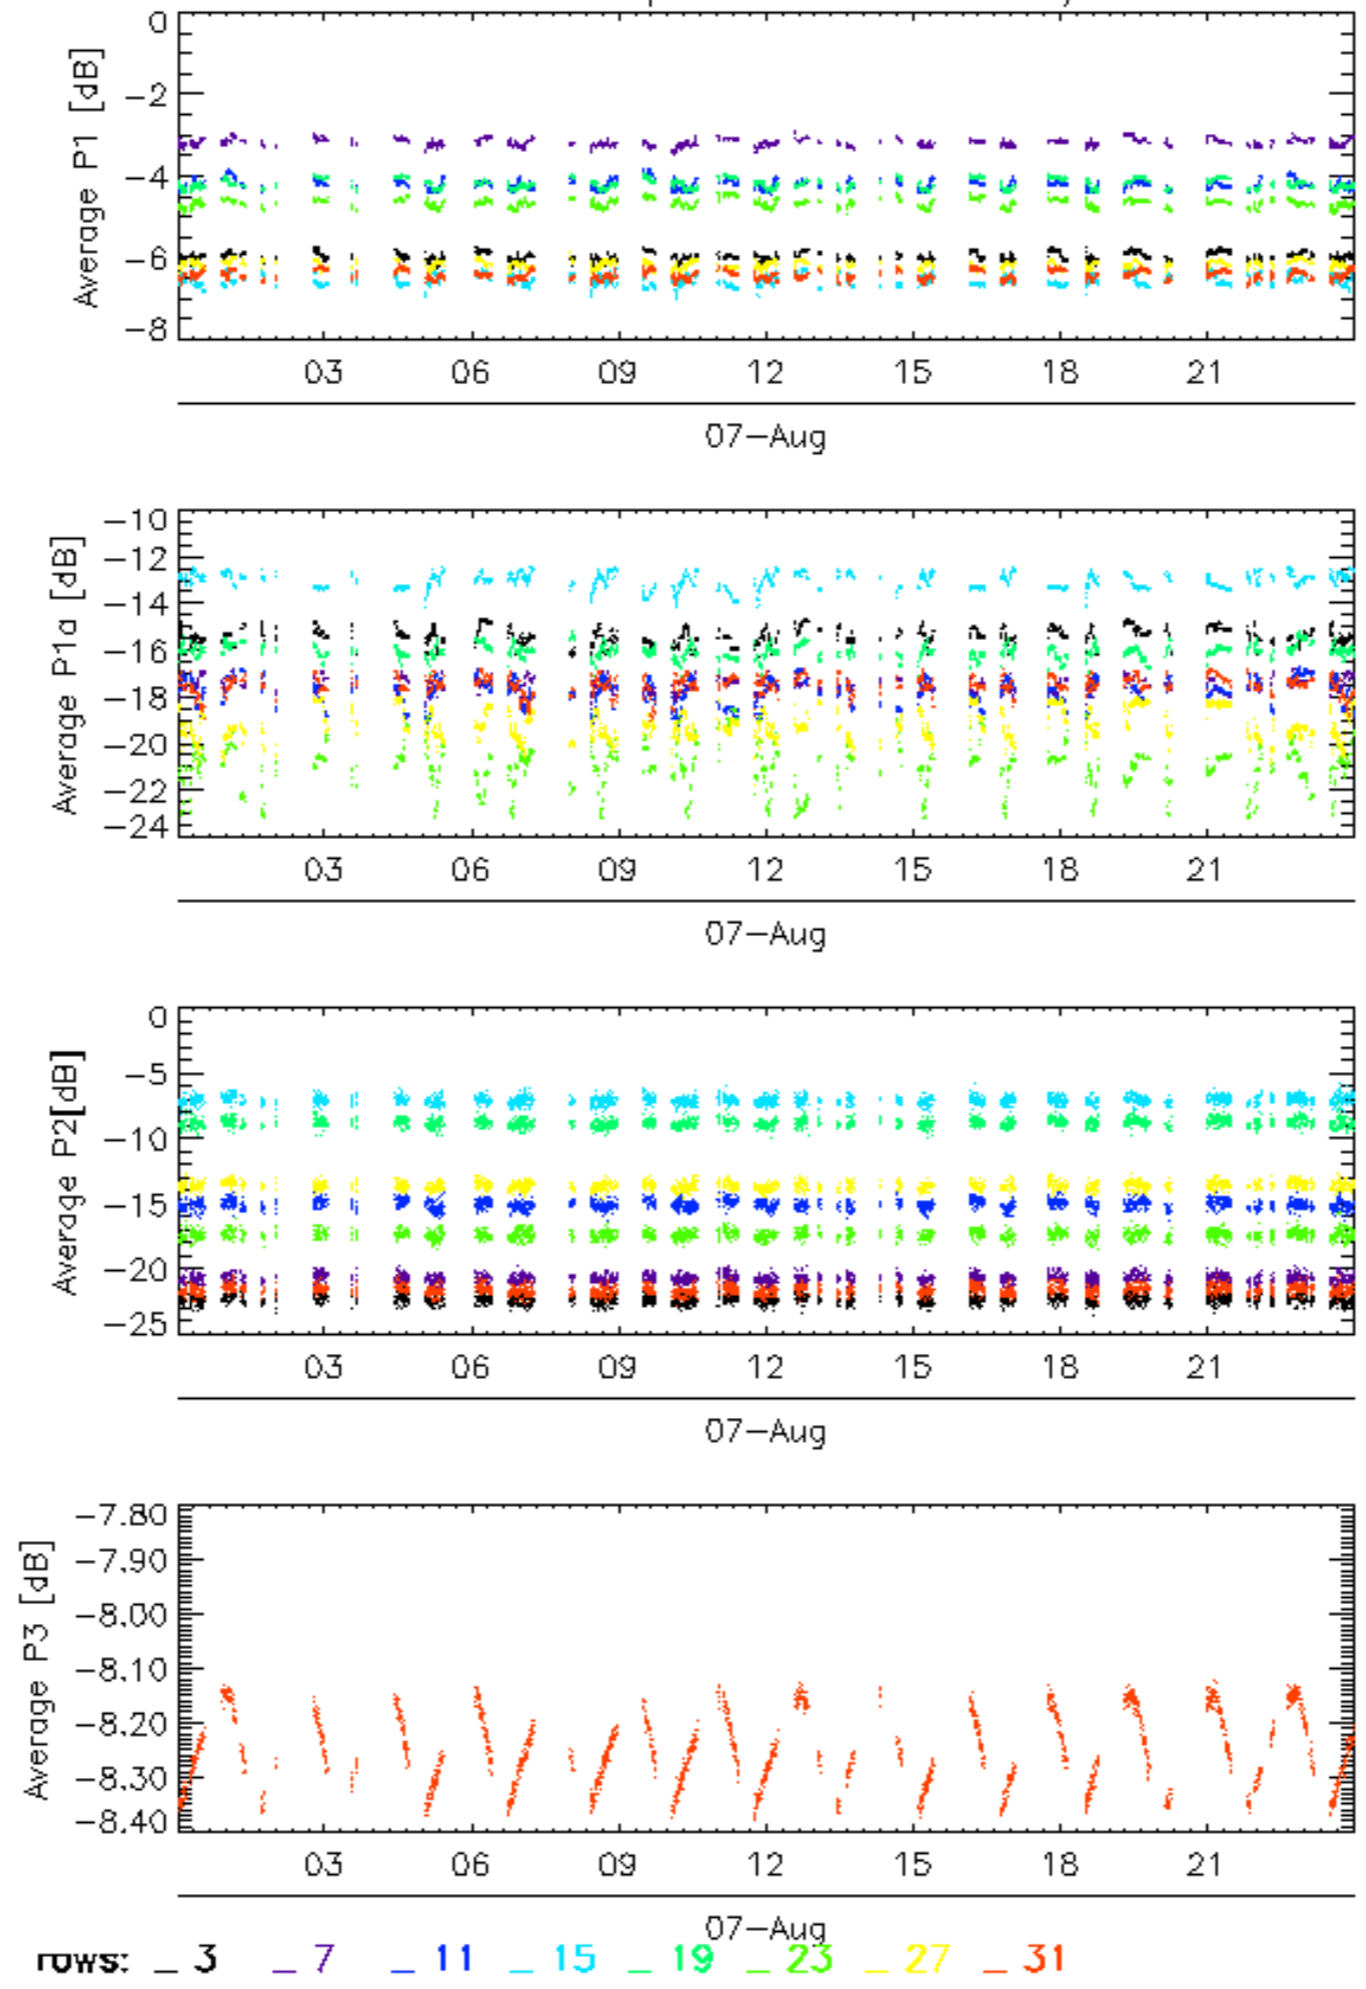 0
-2
-4
-6
-8
Average P1 [dB]
03 06 09 12 15 18 21
07-Aug
-10
-12
-14
-16
-18
-20
-22
-24
Average P1a [dB]
03 06 09 12 15 18 21
07-Aug
0
-5
-10
-15
-20
-25
Average P2[dB]
03 06 09 12 15 18 21
07-Aug
-7.80
-7.90
-8.00
-8.10
-8.20
-8.30
-8.40
Average P3 [dB]
03 06 09 12 15 18 21
07-Aug
rows: _ 3 _ 7 _ 11 _ 15 _ 19 _ 23 _ 27 _ 31